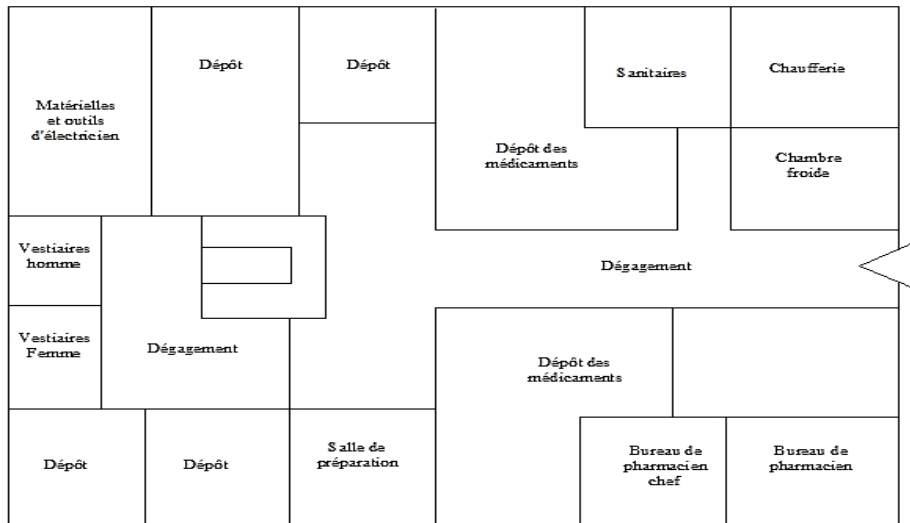 Dépôt
Dépôt
Sanitaires
Chaufferie
Matérielles
et outils
d'électricien
Dépôt des
médicaments
Chambre
froide
Vestiaires
homme
Dégagement
Vestiaires
Femme
Dégagement
Dépôt des
médicaments
Dépôt
Dépôt
Salle de
préparation
Bureau de
pharmacien
chef
Bureau de
pharmacien